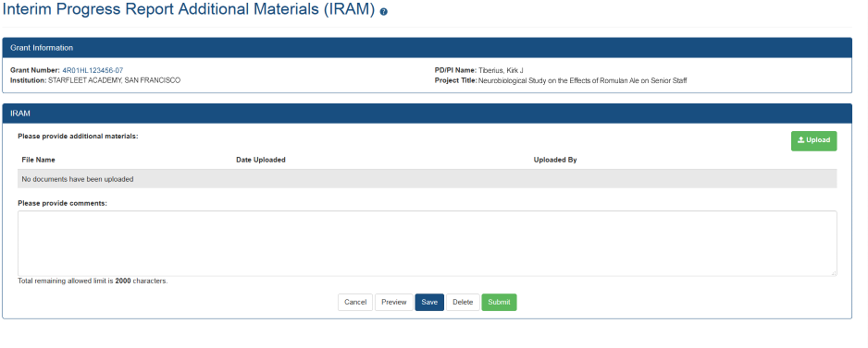 Interim Progress Report Additional Materials (IRAM) ?
Grant Information
Grant Number: 4R01HL123456-07 PD/PI Name: Tiberius, Kirk J
Institution: STARFLEET ACADEMY, SAN FRANCISCO Project Title: Neurobiological Study on the Effects of Romulan Ale on Senior Staff
IRAM
Please provide additional materials: Upload
File Name Date Uploaded Uploaded By
No documents have been uploaded
Please provide comments:
Total remaining allowed limit is 2000 characters.
Cancel Preview Save Delete Submit